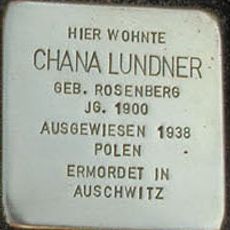 HIER WOHNTE
CHANA LUNDNER
GEB. ROSENBERG
JG. 1900
AUSGEWIESEN 1938
POLEN
ERMORDET IN
AUSCHWITZ